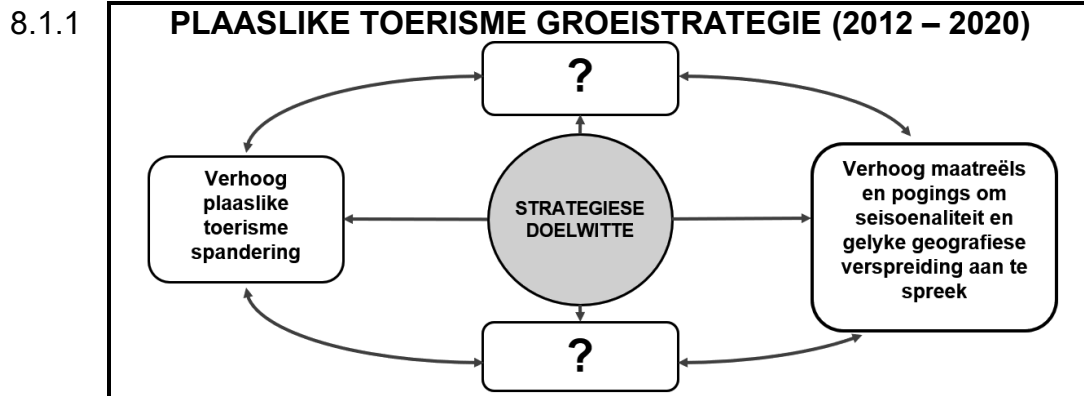 8.1.1
PLAASLIKE TOERISME GROEISTRATEGIE (2012 – 2020)
?
Verhoog
plaaslike
toerisme
spandering
STRATEGIESE
DOELWITTE
Verhoog maatreëls
en pogings om
seisoenaliteit en
gelyke geografiese
verspreiding aan te
spreek
?